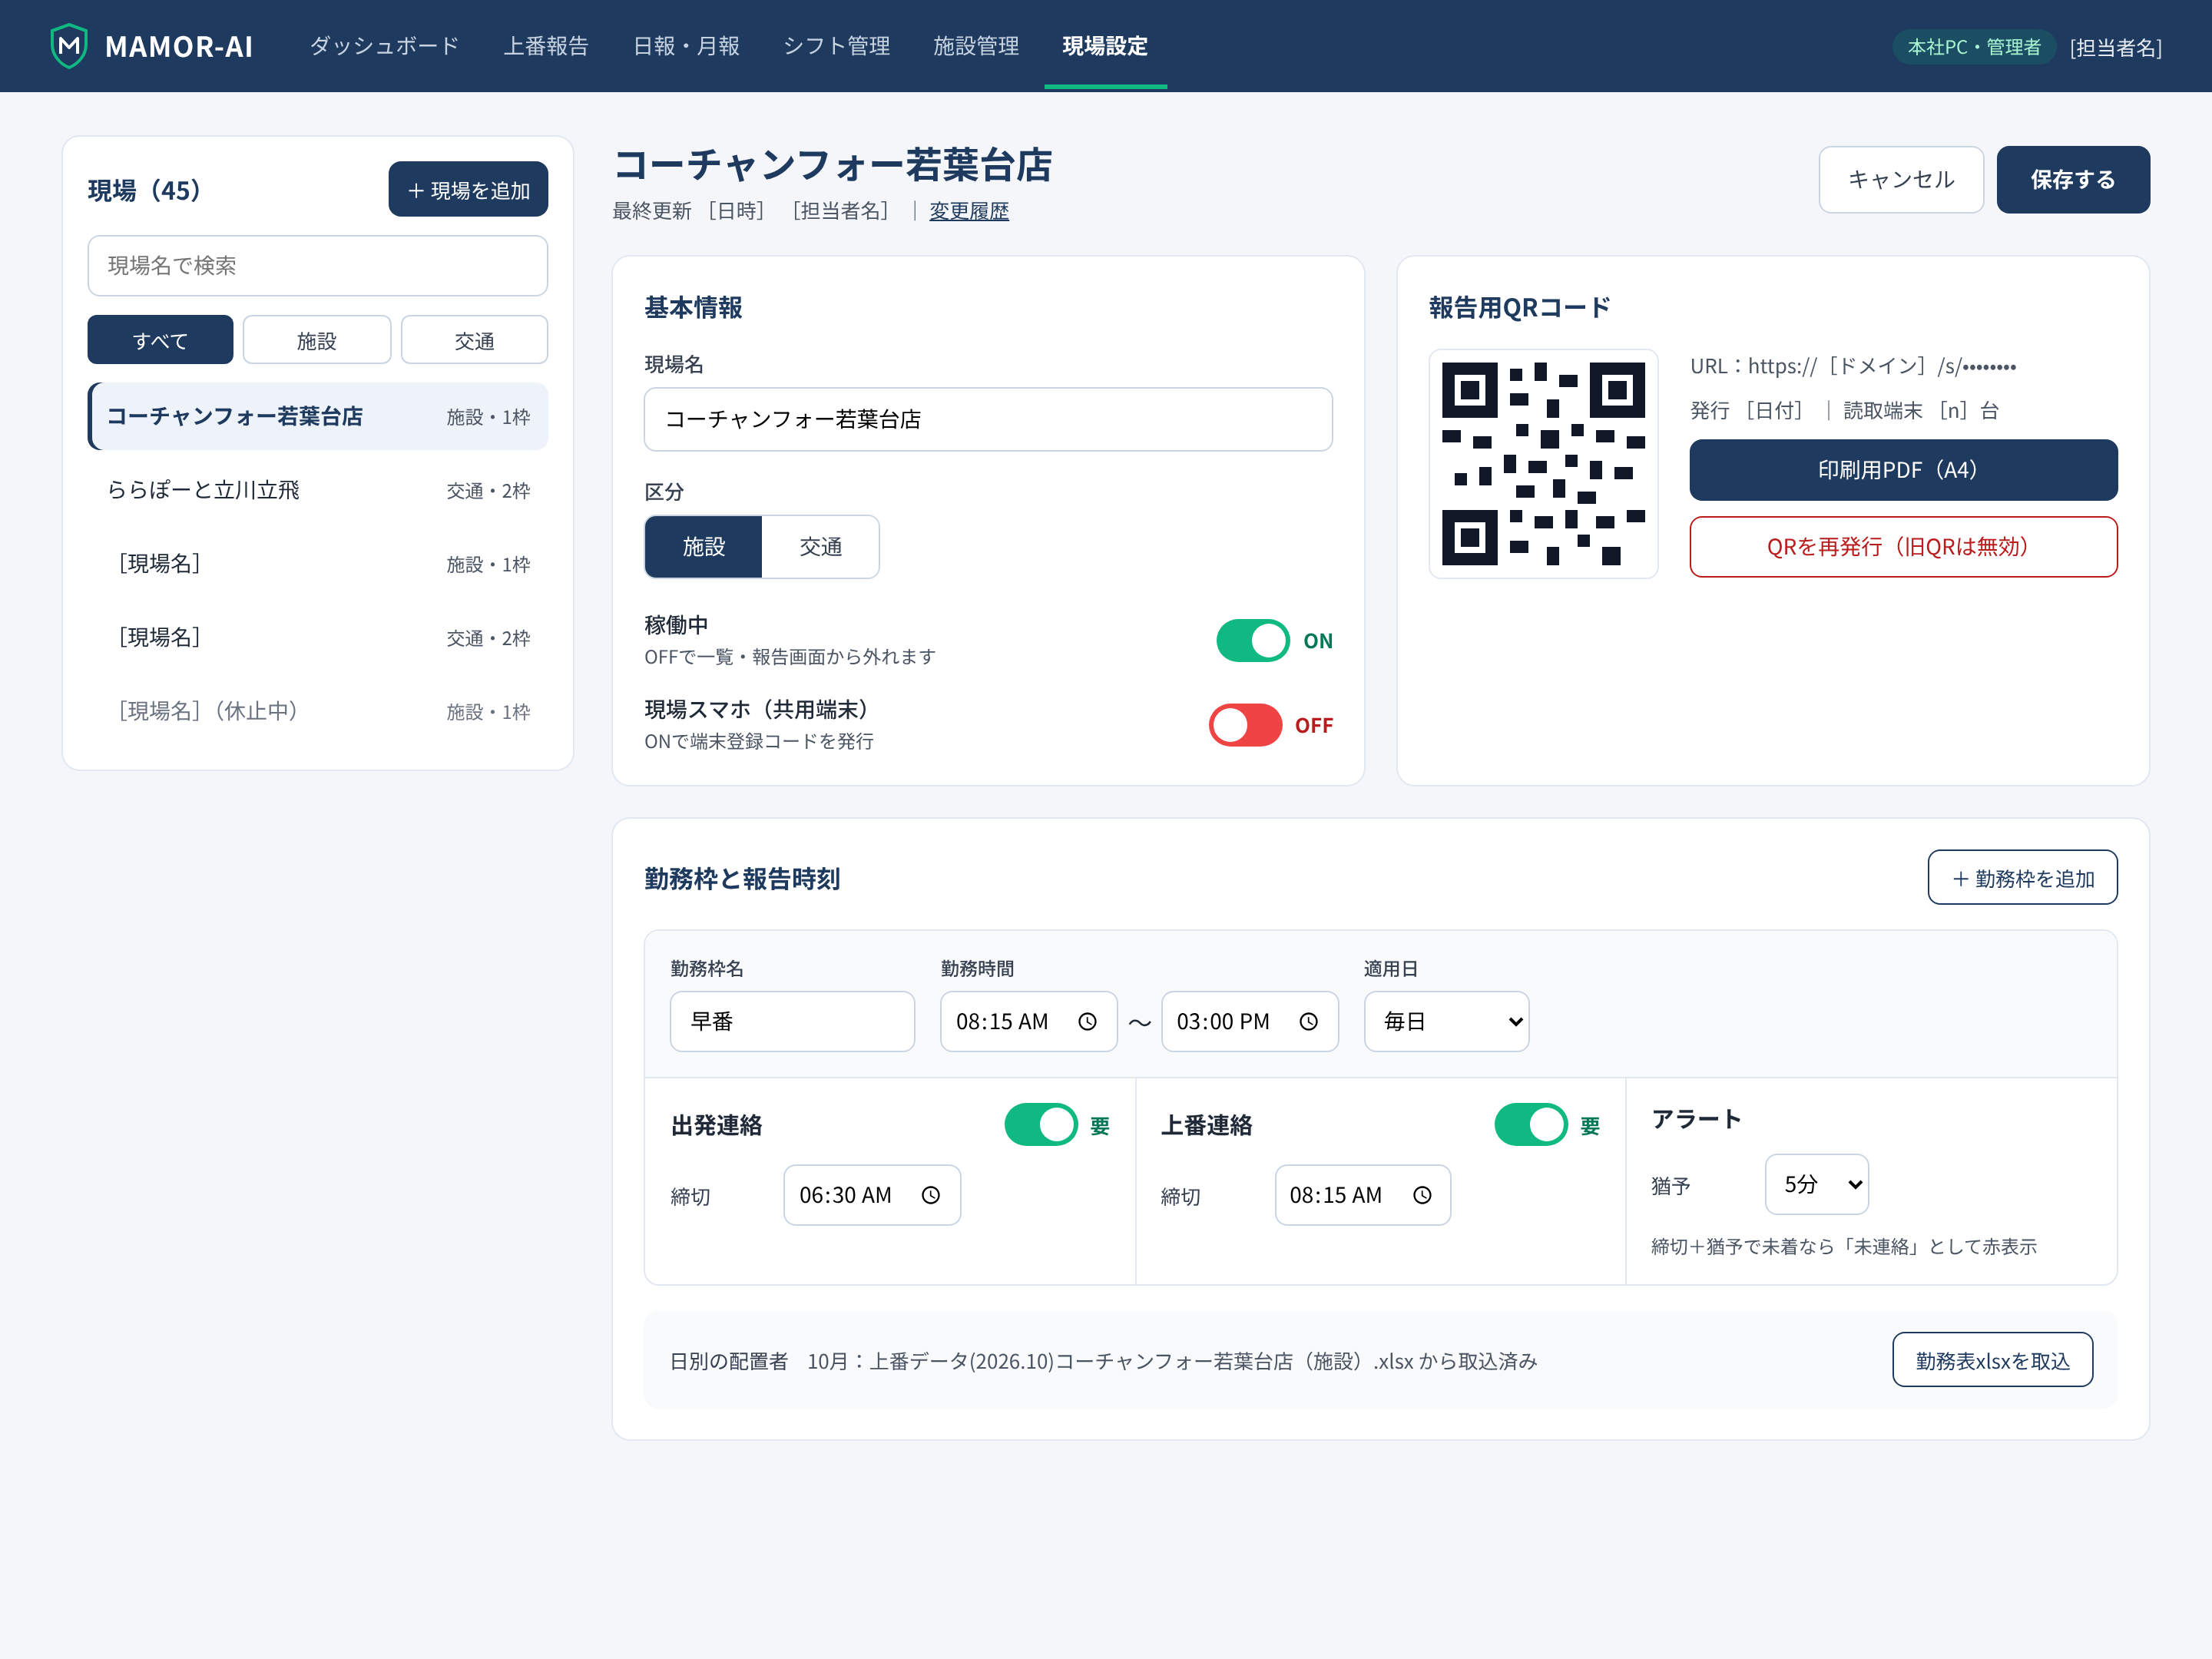 MAMOR-AI ダッシュボード 上番報告 日報・月報 シフト管理 施設管理 現場設定 本社PC・管理者 [担当者名]
現場（45） ＋ 現場を追加
現場名で検索
すべて 施設 交通
コーチャンフォー若葉台店 施設・1枠
ららぽーと立川立飛 交通・2枠
［現場名］ 施設・1枠
［現場名］ 交通・2枠
［現場名］（休止中） 施設・1枠
コーチャンフォー若葉台店
最終更新 ［日時］ ［担当者名］ ｜ 変更履歴
キャンセル 保存する
基本情報
現場名
コーチャンフォー若葉台店
区分
施設 交通
稼働中
OFFで一覧・報告画面から外れます
ON
現場スマホ（共用端末）
ONで端末登録コードを発行
OFF
報告用QRコード
URL：https://［ドメイン］/s/••••••••
発行 ［日付］ ｜ 読取端末 ［n］台
印刷用PDF（A4）
QRを再発行（旧QRは無効）
勤務枠と報告時刻 ＋ 勤務枠を追加
勤務枠名 勤務時間 適用日
早番 08:15 AM 〜 03:00 PM 毎日
出発連絡 要
締切 06:30 AM
上番連絡 要
締切 08:15 AM
アラート
猶予 5分
締切＋猶予で未着なら「未連絡」として赤表示
日別の配置者 10月：上番データ(2026.10)コーチャンフォー若葉台店（施設）.xlsx から取込済み 勤務表xlsxを取込